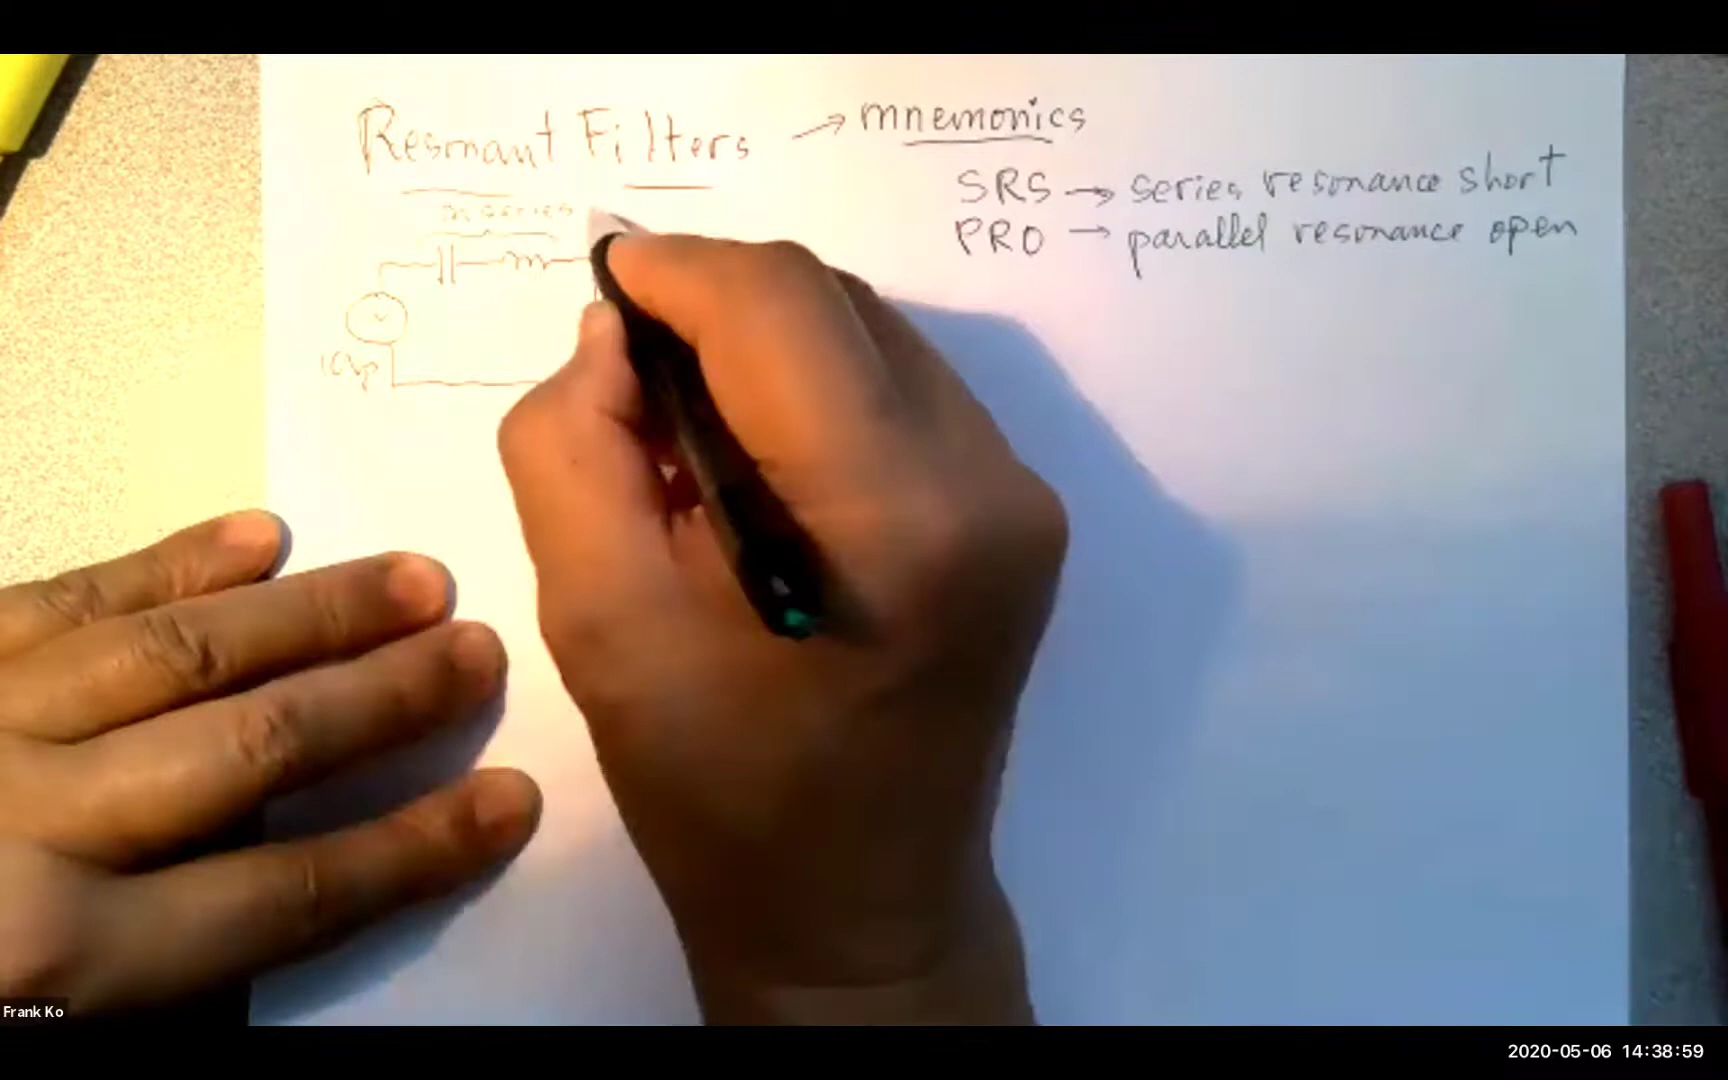 Resonant Filters → mnemonics
SRS → series resonance short
PRO → parallel resonance open
in series
10Vp
Frank Ko
2020-05-06 14:38:59